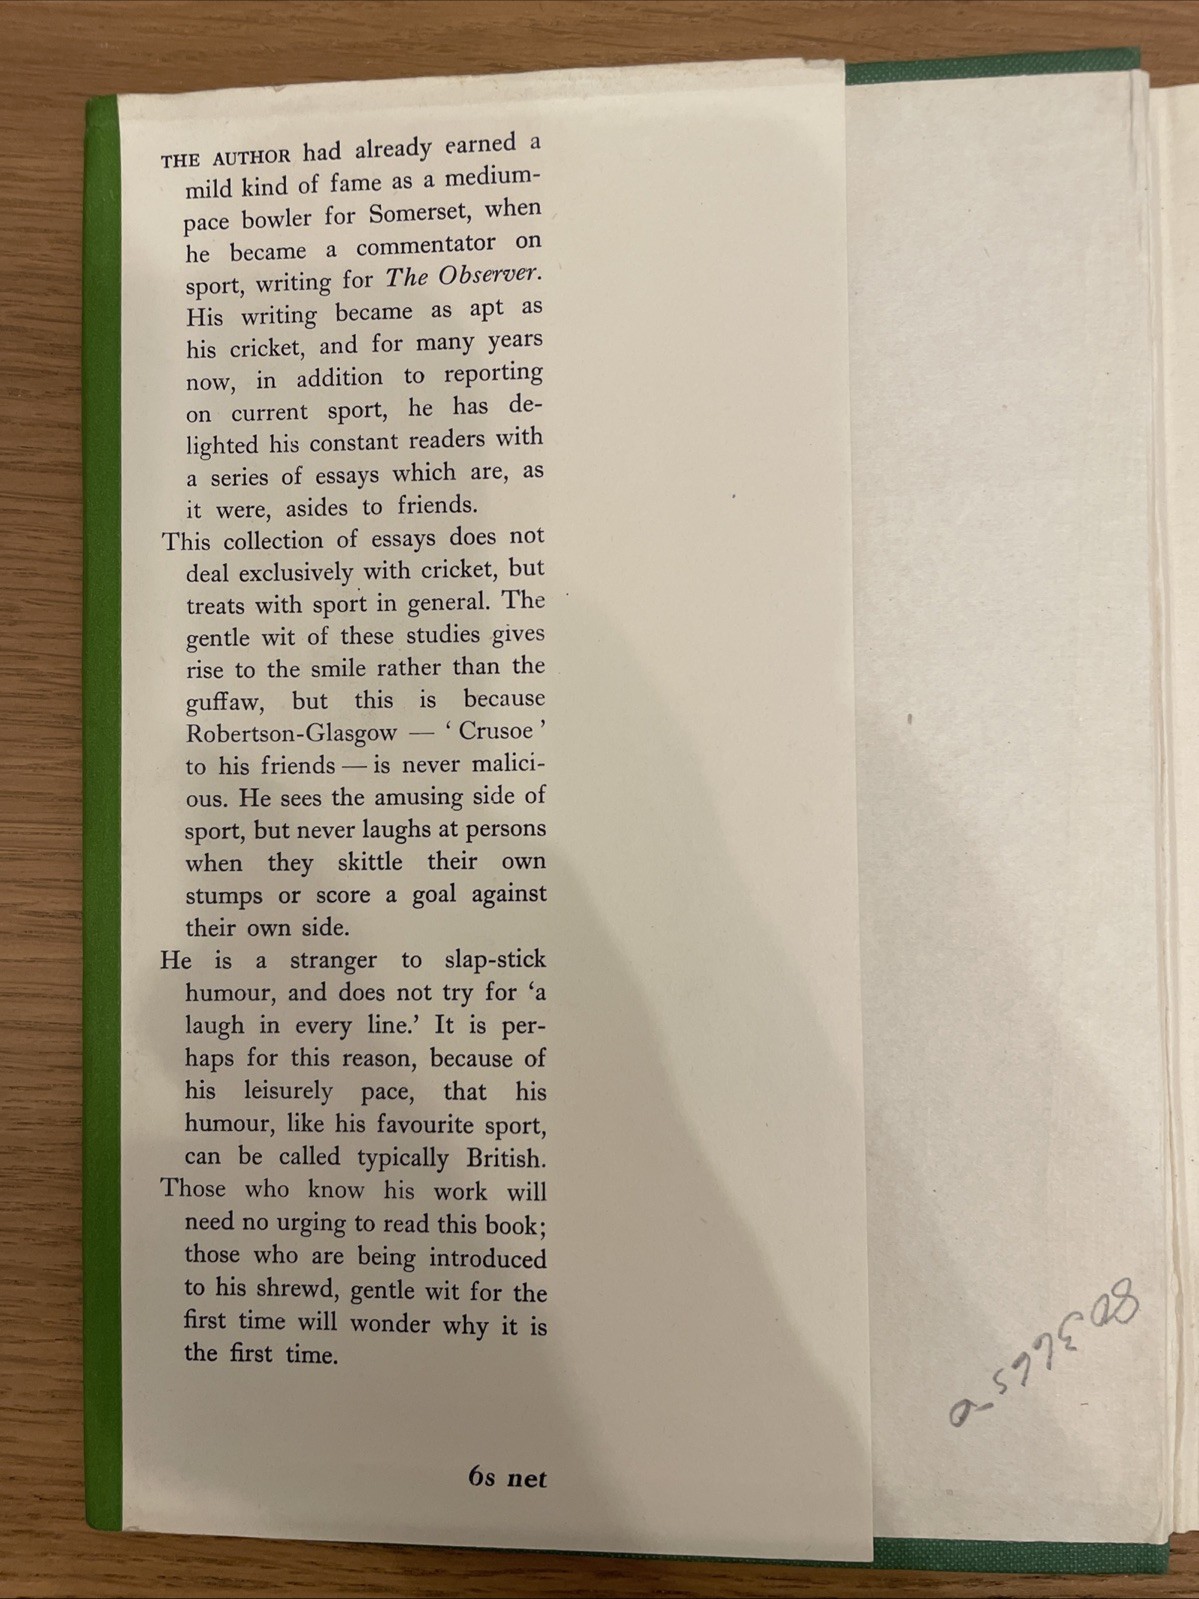 THE AUTHOR had already earned a
mild kind of fame as a medium-
pace bowler for Somerset, when
he became a commentator on
sport, writing for The Observer.
His writing became as apt as
his cricket, and for many years
now, in addition to reporting
on current sport, he has de-
lighted his constant readers with
a series of essays which are, as
it were, asides to friends.
This collection of essays does not
deal exclusively with cricket, but
treats with sport in general. The
gentle wit of these studies gives
rise to the smile rather than the
guffaw, but this is because
Robertson-Glasgow — ‘ Crusoe ’
to his friends — is never malici-
ous. He sees the amusing side of
sport, but never laughs at persons
when they skittle their own
stumps or score a goal against
their own side.
He is a stranger to slap-stick
humour, and does not try for ‘a
laugh in every line.’ It is per-
haps for this reason, because of
his leisurely pace, that his
humour, like his favourite sport,
can be called typically British.
Those who know his work will
need no urging to read this book;
those who are being introduced
to his shrewd, gentle wit for the
first time will wonder why it is
the first time.
6s net